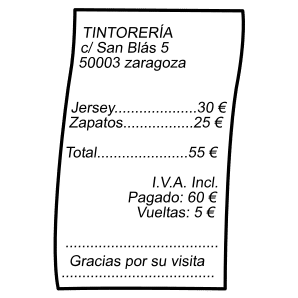 TINTORERÍA
c/ San Blás 5
50003 zaragoza
Jersey....................30 €
Zapatos.................25 €
Total......................55 €
I.V.A. Incl.
Pagado: 60 €
Vueltas: 5 €
.....................................
Gracias por su visita
.....................................